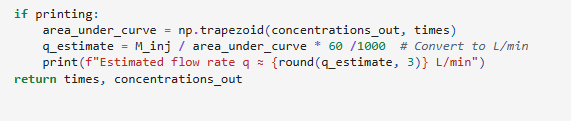 if printing:
    area_under_curve = np.trapezoid(concentrations_out, times)
    q_estimate = M_inj / area_under_curve * 60 /1000  # Convert to L/min
    print(f"Estimated flow rate q ≈ {round(q_estimate, 3)} L/min")
return times, concentrations_out